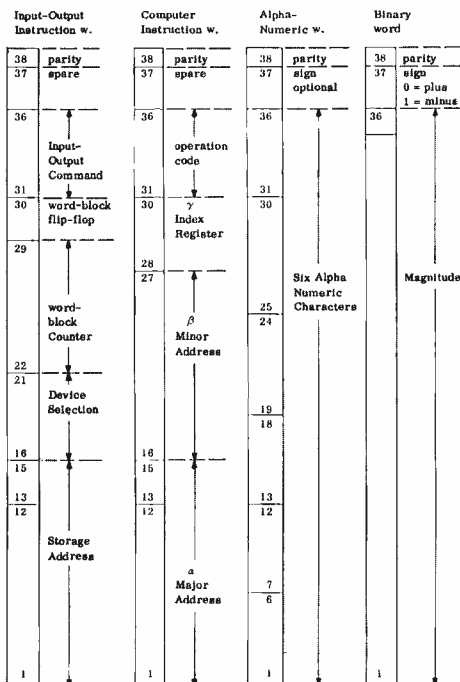 Input-Output Instruction w.
38 parity
37 spare
36
Input-Output Command
31
30 word-block flip-flop
29
word-block Counter
22
21
Device Selection
16
15
13
12
Storage Address
1
Computer Instruction w.
38 parity
37 spare
36
operation code
31
30 γ Index Register
28
27
β Minor Address
16
15
13
12
α Major Address
1
Alpha-Numeric w.
38 parity
37 sign optional
36
31
30
Six Alpha Numeric Characters
25
24
19
18
13
12
7
6
1
Binary word
38 parity
37 sign
0 = plus
1 = minus
36
Magnitude
1